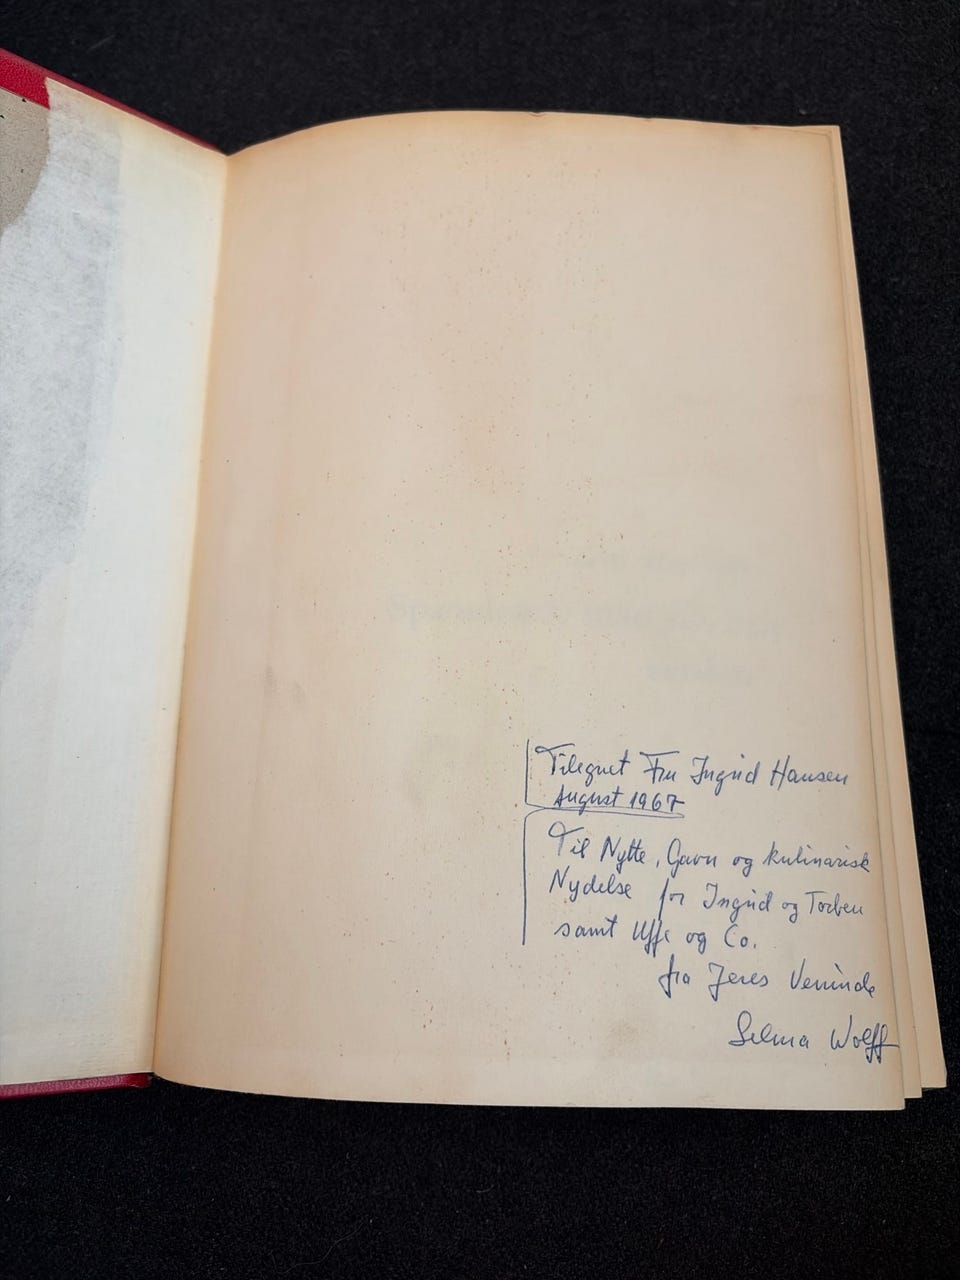 Tilegnet Fru Ingrid Hansen
August 1967
Til Nytte, Gavn og kulinarisk
Nydelse for Ingrid og Torben
samt Uffe og Co.
fra Jeres Veninde
Selma Wolff